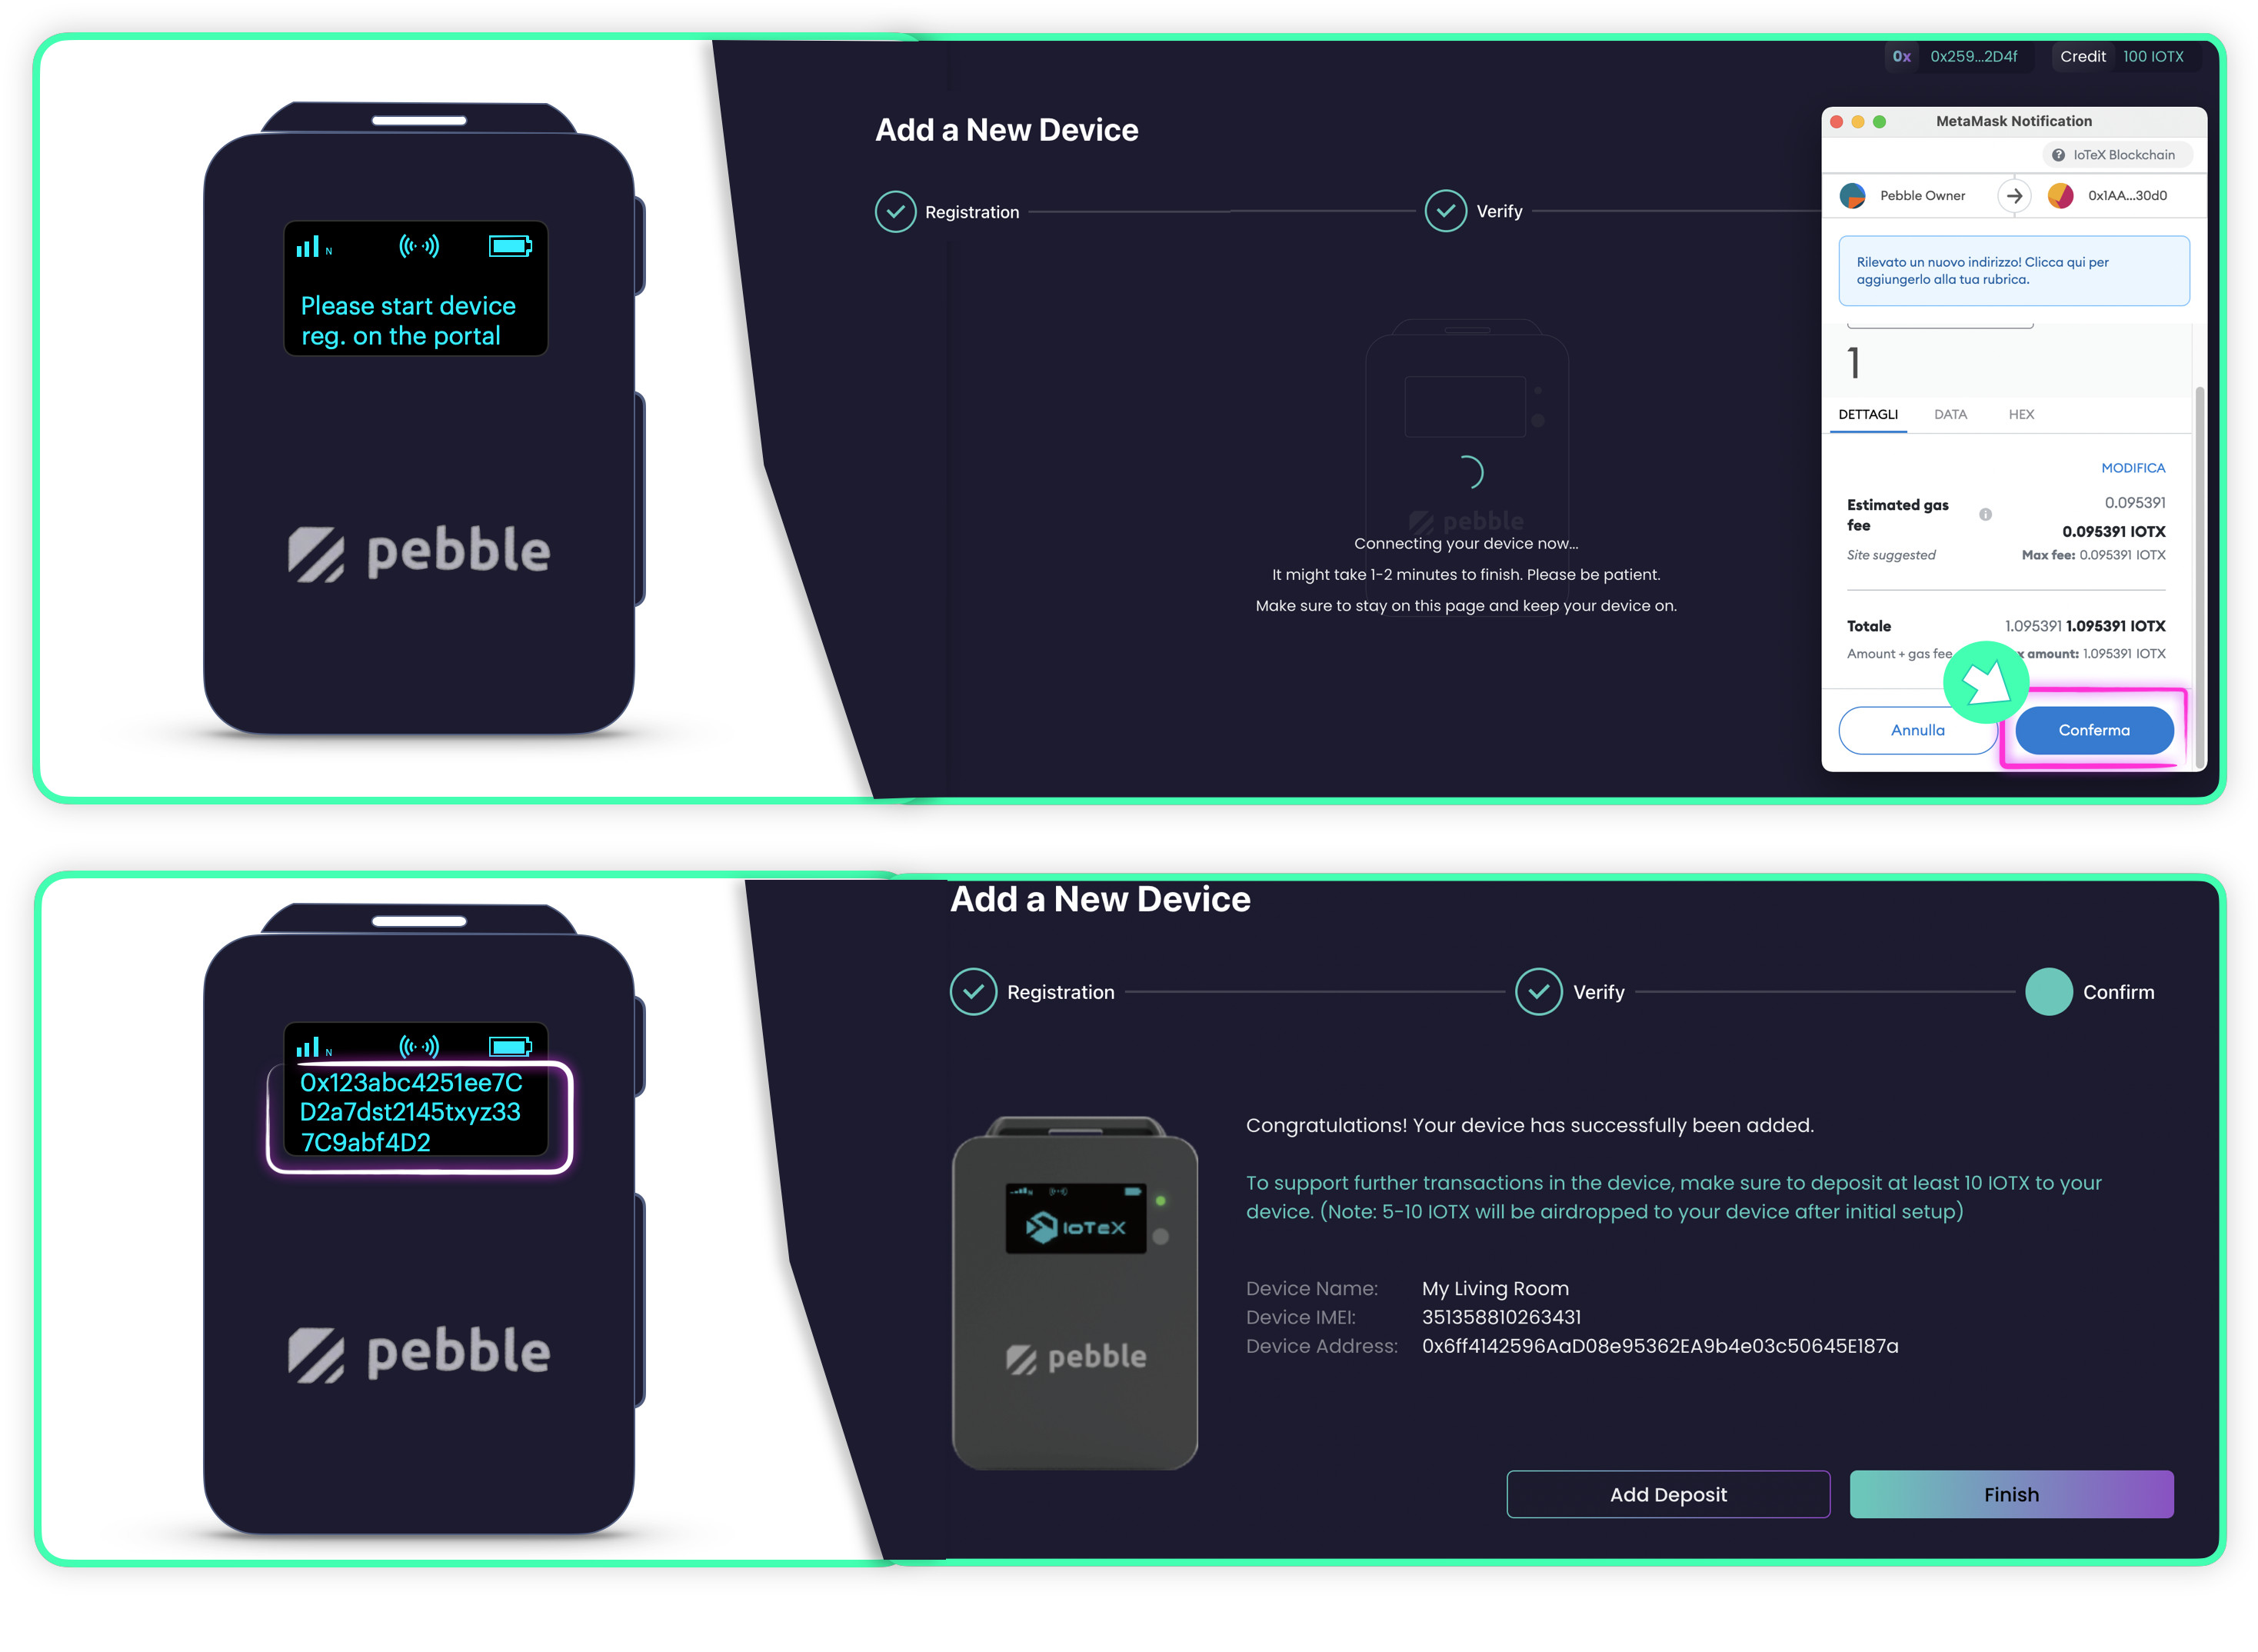 N
Please start device
reg. on the portal
pebble
0x 0x259...2D4f Credit 100 IOTX
Add a New Device
Registration
Verify
pebble
Connecting your device now...
It might take 1-2 minutes to finish. Please be patient.
Make sure to stay on this page and keep your device on.
MetaMask Notification
IoTeX Blockchain
Pebble Owner 0x1AA...30d0
Rilevato un nuovo indirizzo! Clicca qui per
aggiungerlo alla tua rubrica.
1
DETTAGLI DATA HEX
MODIFICA
Estimated gas
fee
0.095391
0.095391 IOTX
Site suggested
Max fee: 0.095391 IOTX
Totale 1.095391 1.095391 IOTX
Amount + gas fee x amount: 1.095391 IOTX
Annulla Conferma
N
0x123abc4251ee7C
D2a7dst2145txyz33
7C9abf4D2
pebble
Add a New Device
Registration
Verify
Confirm
IoTeX
pebble
Congratulations! Your device has successfully been added.
To support further transactions in the device, make sure to deposit at least 10 IOTX to your
device. (Note: 5-10 IOTX will be airdropped to your device after initial setup)
Device Name: My Living Room
Device IMEI: 351358810263431
Device Address: 0x6ff4142596AaD08e95362EA9b4e03c50645E187a
Add Deposit Finish